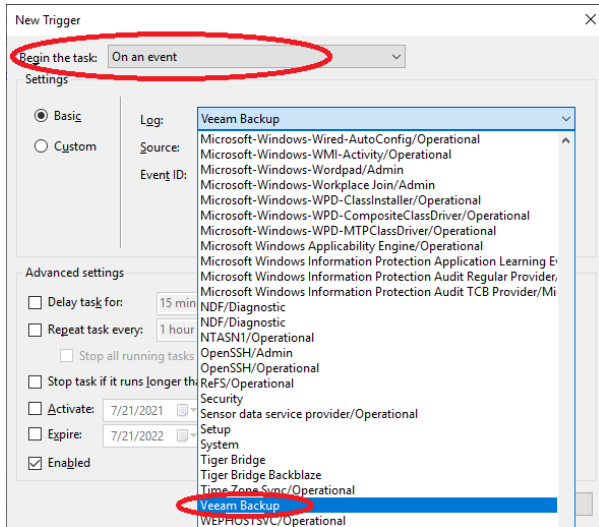 New Trigger
Begin the task: On an event
Settings
Basic
Custom
Log: Veeam Backup
Source:
Event ID:
Microsoft-Windows-Wired-AutoConfig/Operational
Microsoft-Windows-WMI-Activity/Operational
Microsoft-Windows-Wordpad/Admin
Microsoft-Windows-Workplace Join/Admin
Microsoft-Windows-WPD-ClassInstaller/Operational
Microsoft-Windows-WPD-CompositeClassDriver/Operational
Microsoft-Windows-WPD-MTPClassDriver/Operational
Microsoft Windows Applicability Engine/Operational
Microsoft Windows Information Protection Application Learning Ev
Microsoft Windows Information Protection Audit Regular Provider/
Microsoft Windows Information Protection Audit TCB Provider/Mi
NDF/Diagnostic
NDF/Diagnostic
NTASN1/Operational
OpenSSH/Admin
OpenSSH/Operational
ReFS/Operational
Security
Sensor data service provider/Operational
Setup
System
Tiger Bridge
Tiger Bridge Backblaze
Time Zone Sync/Operational
Veeam Backup
WEPHOSTSVC/Operational
Advanced settings
Delay task for: 15 min
Repeat task every: 1 hour
Stop all running tasks
Stop task if it runs longer tha
Activate: 7/21/2021
Expire: 7/21/2022
Enabled